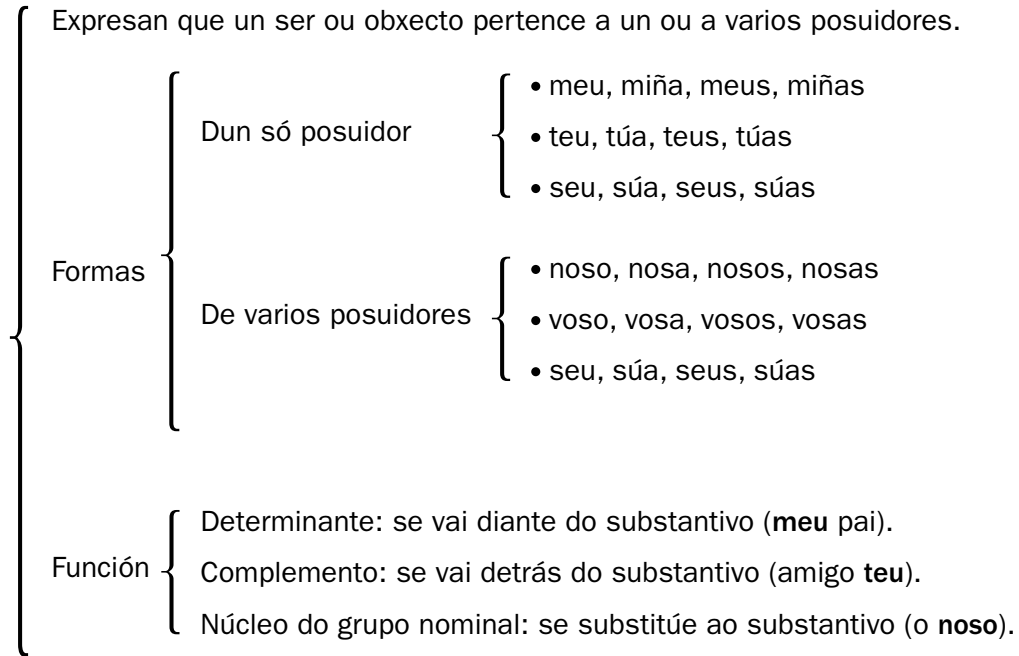 Expresan que un ser ou obxecto pertence a un ou a varios posuidores.
Formas
Dun só posuidor
• meu, miña, meus, miñas
• teu, túa, teus, túas
• seu, súa, seus, súas
De varios posuidores
• noso, nosa, nosos, nosas
• voso, vosa, vosos, vosas
• seu, súa, seus, súas
Función
Determinante: se vai diante do substantivo (meu pai).
Complemento: se vai detrás do substantivo (amigo teu).
Núcleo do grupo nominal: se substitúe ao substantivo (o noso).